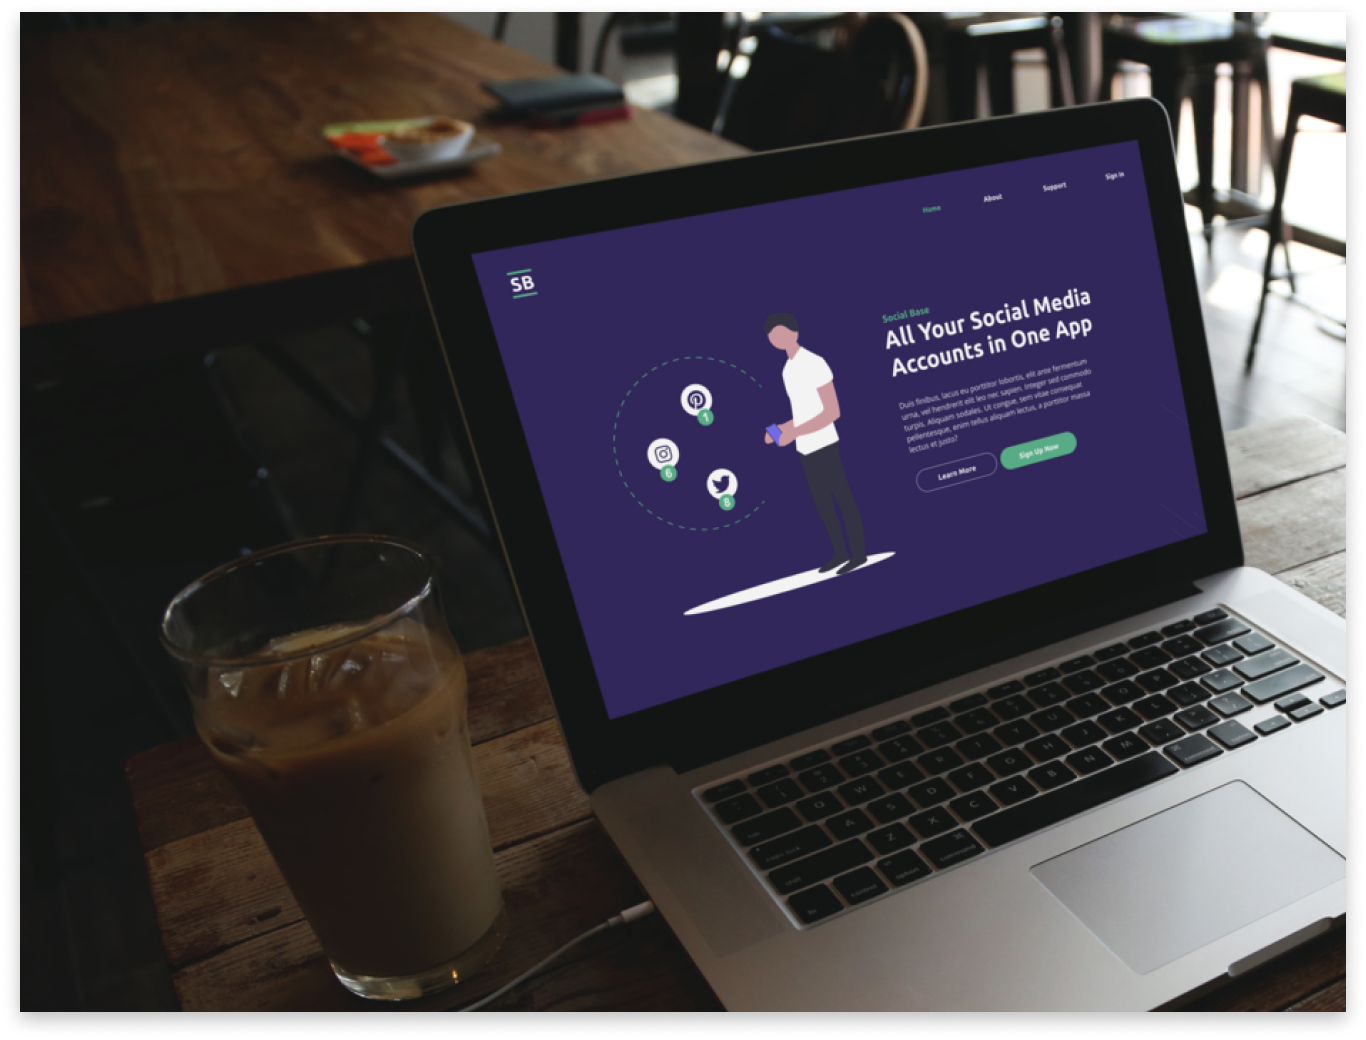 Home
About
Support
Sign in
SB
Social Base
All Your Social Media
Accounts in One App
Duis finibus, lacus eu porttitor lobortis, elit ante fermentum
urna, vel hendrerit elit leo nec sapien. Integer sed commodo
turpis. Aliquam sodales. Ut congue, sem vitae consequat
pellentesque, enim tellus aliquam lectus, a porttitor massa
lectus et justo?
Learn More
Sign Up Now
1
6
8
Q W E R T Y U I O P
A S D F G H J K L
Z X C V B N M
control option command